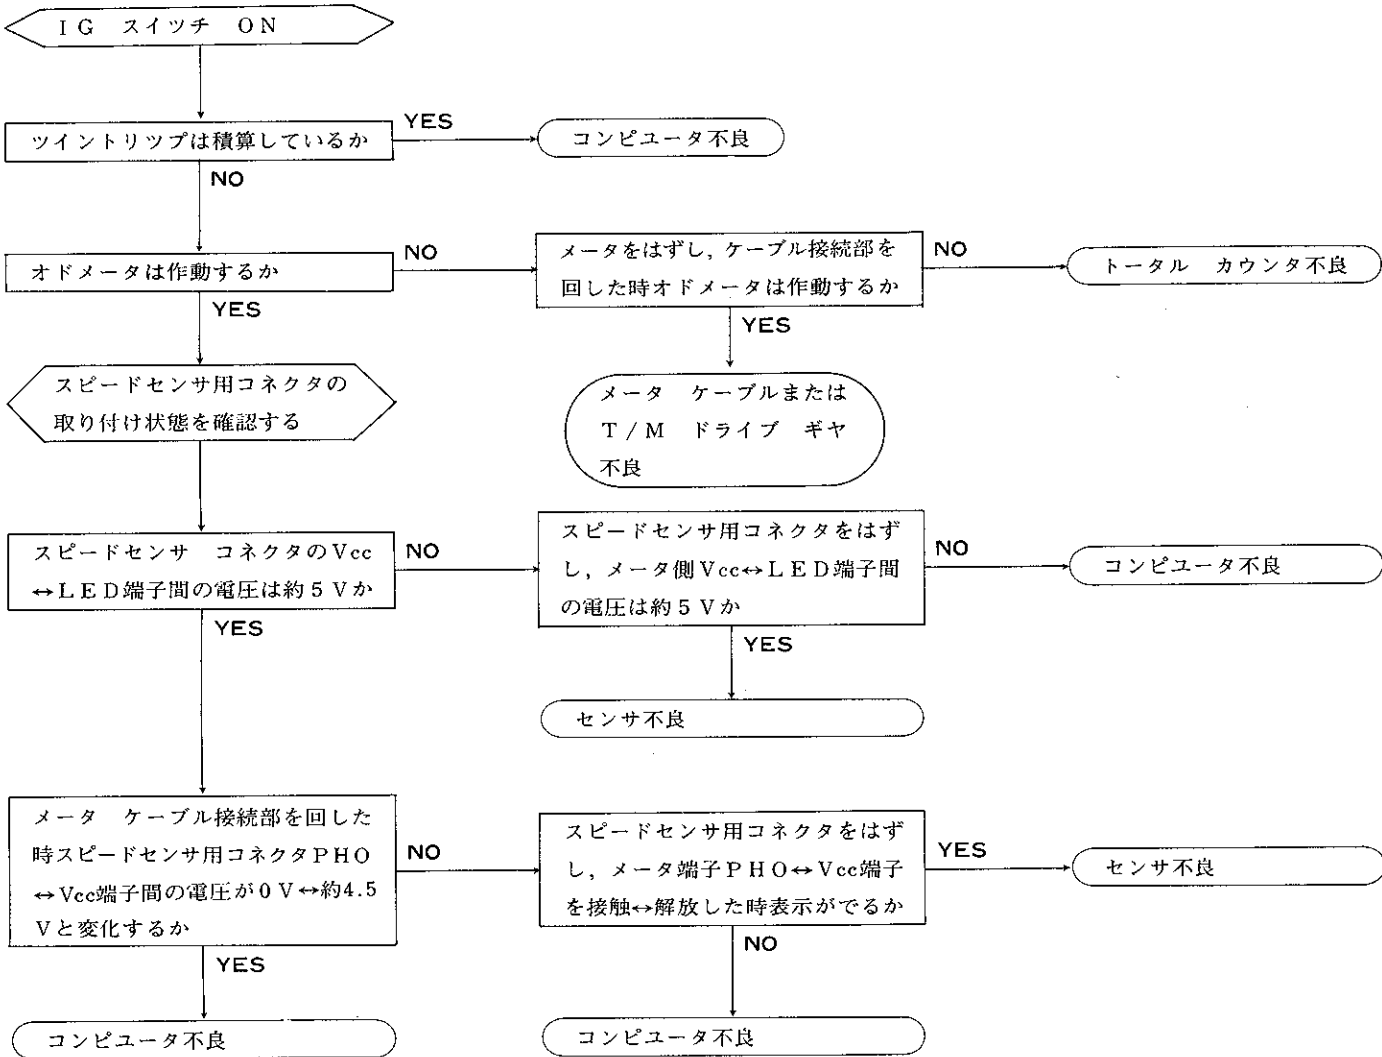 IG スイツチ ON
ツイントリツプは積算しているか
YES
コンピユータ不良
NO
オドメータは作動するか
NO
メータをはずし，ケーブル接続部を
回した時オドメータは作動するか
NO
トータル カウンタ不良
YES
YES
スピードセンサ用コネクタの
取り付け状態を確認する
メータ ケーブルまたは
T/M ドライブ ギヤ
不良
スピードセンサ コネクタのVcc
↔LED端子間の電圧は約5Vか
NO
スピードセンサ用コネクタをはず
し，メータ側Vcc↔LED端子間
の電圧は約5Vか
NO
コンピユータ不良
YES
YES
センサ不良
メータ ケーブル接続部を回した
時スピードセンサ用コネクタPHO
↔Vcc端子間の電圧が0V↔約4.5
Vと変化するか
NO
スピードセンサ用コネクタをはず
し，メータ端子PHO↔Vcc端子
を接触↔解放した時表示がでるか
YES
センサ不良
YES
NO
コンピユータ不良
コンピユータ不良